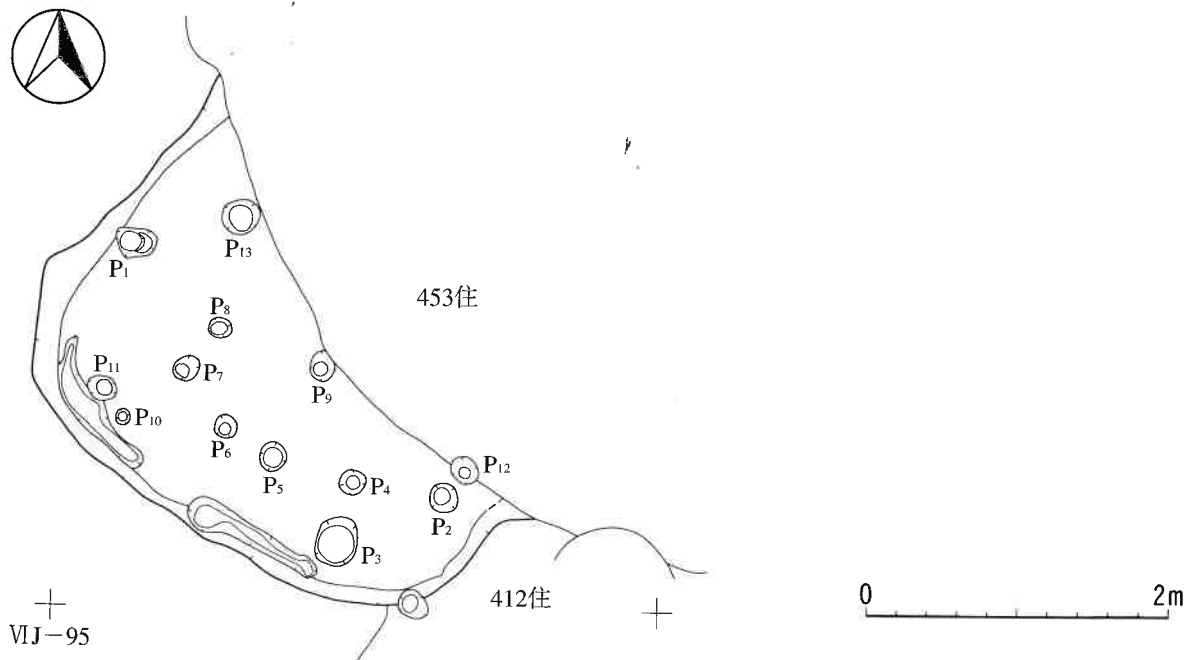 P₁
P₁₃
453住
P₈
P₁₁
P₇
P₉
P₁₀
P₆
P₅
P₄
P₁₂
P₂
P₃
412住
ⅥJ-95
0
2m